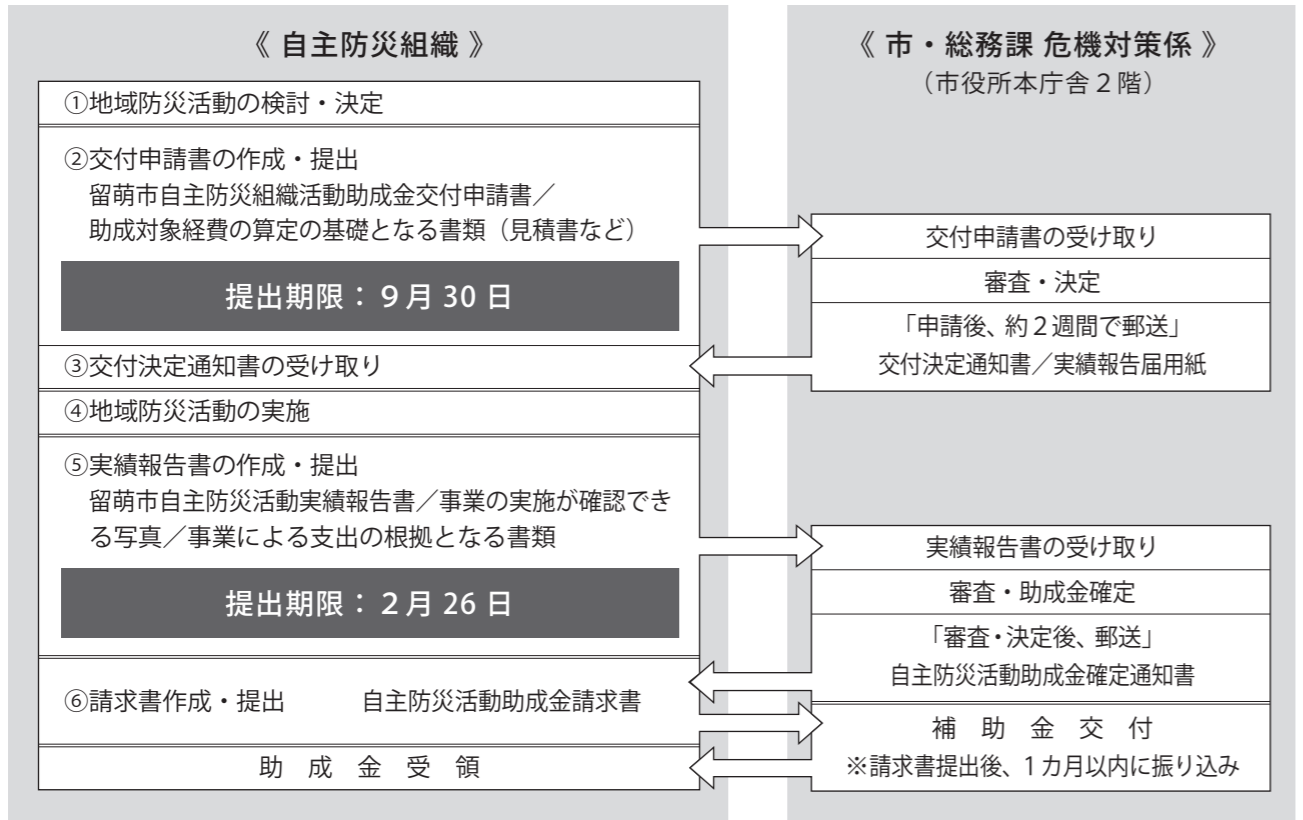 《 自主防災組織 》
①地域防災活動の検討・決定
②交付申請書の作成・提出
留萌市自主防災組織活動助成金交付申請書／
助成対象経費の算定の基礎となる書類（見積書など）
提出期限：９月 30 日
③交付決定通知書の受け取り
④地域防災活動の実施
⑤実績報告書の作成・提出
留萌市自主防災活動実績報告書／事業の実施が確認でき
る写真／事業による支出の根拠となる書類
提出期限：２月 26 日
⑥請求書作成・提出　　自主防災活動助成金請求書
助　成　金　受　領
《 市・総務課 危機対策係 》
（市役所本庁舎２階）
交付申請書の受け取り
審査・決定
「申請後、約２週間で郵送」
交付決定通知書／実績報告届用紙
実績報告書の受け取り
審査・助成金確定
「審査・決定後、郵送」
自主防災活動助成金確定通知書
補　助　金　交　付
※請求書提出後、１カ月以内に振り込み